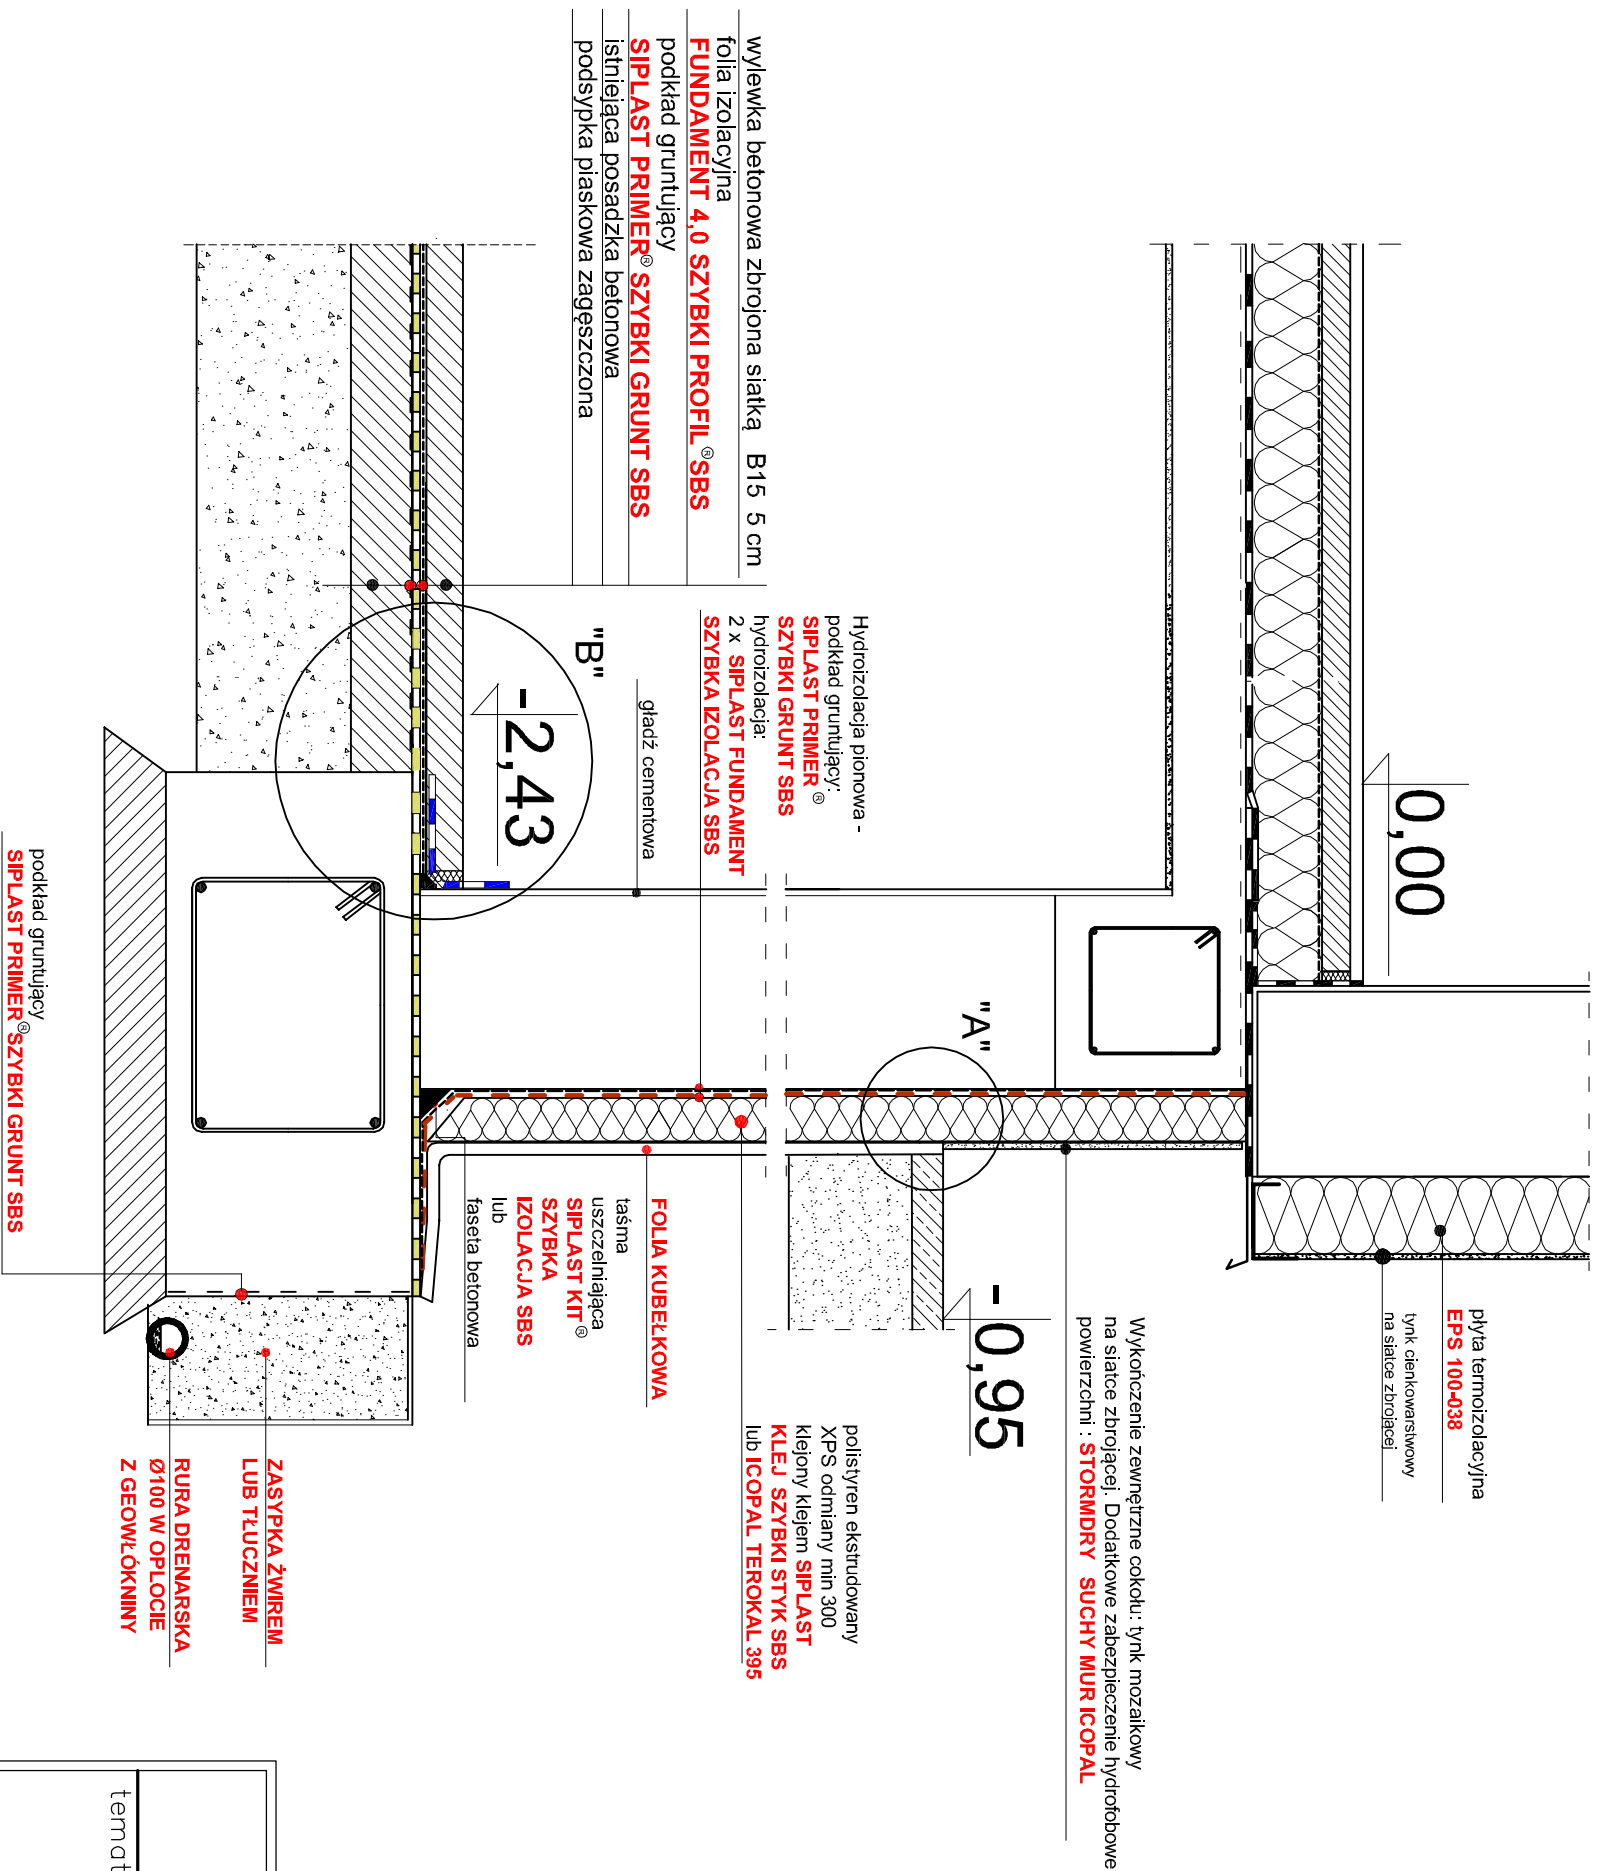 0,00
płyta termoizolacyjna
EPS 100-038
tynk cienkowarstwowy
na siatce zbrojącej
Wykończenie zewnętrzne cokołu: tynk mozaikowy
na siatce zbrojącej. Dodatkowe zabezpieczenie hydrofobowe
powierzchni : STORMDRY SUCHY MUR ICOPAL
"A"
- 0,95
Hydroizolacja pionowa -
podkład gruntujący:
SIPLAST PRIMER ®
SZYBKI GRUNT SBS
hydroizolacja:
2 x SIPLAST FUNDAMENT
SZYBKA IZOLACJA SBS
gładź cementowa
polistyren ekstrudowany
XPS odmiany min 300
klejony klejem SIPLAST
KLEJ SZYBKI STYK SBS
lub ICOPAL TEROKAL 395
wylewka betonowa zbrojona siatką B15 5 cm
folia izolacyjna
FUNDAMENT 4,0 SZYBKI PROFIL ® SBS
podkład gruntujący
SIPLAST PRIMER® SZYBKI GRUNT SBS
istniejąca posadzka betonowa
podsypka piaskowa zagęszczona
"B"
-2,43
FOLIA KUBEŁKOWA
taśma
uszczelniająca
SIPLAST KIT ®
SZYBKA
IZOLACJA SBS
lub
faseta betonowa
ZASYPKA ŻWIREM
LUB TŁUCZNIEM
RURA DRENARSKA
Ø100 W OPLOCIE
Z GEOWŁÓKNINY
podkład gruntujący
SIPLAST PRIMER® SZYBKI GRUNT SBS
temat